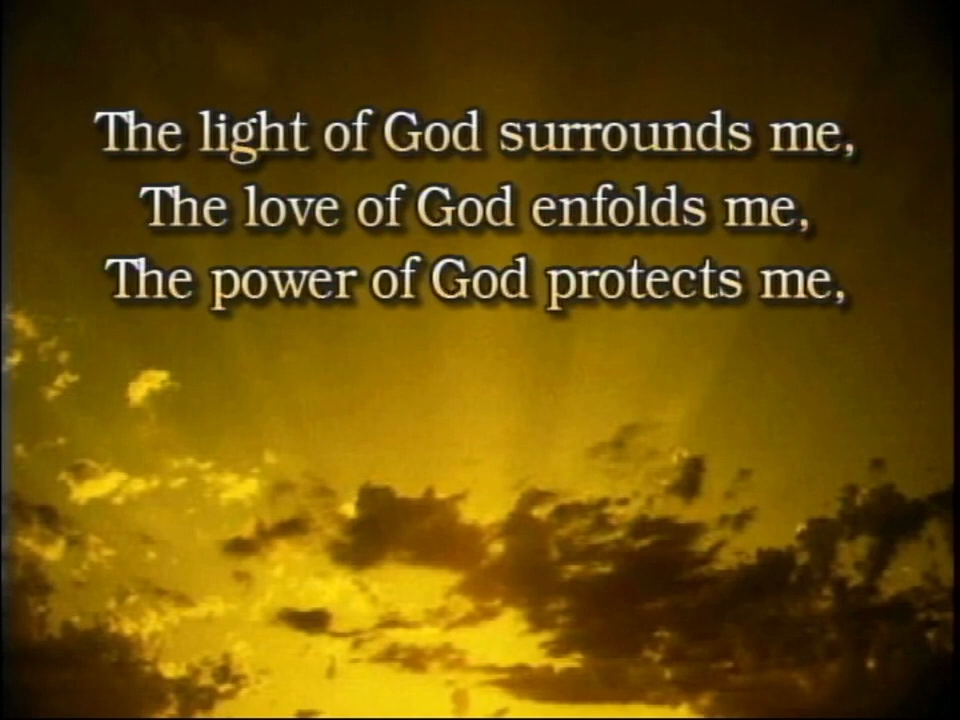 The light of God surrounds me,
The love of God enfolds me,
The power of God protects me,